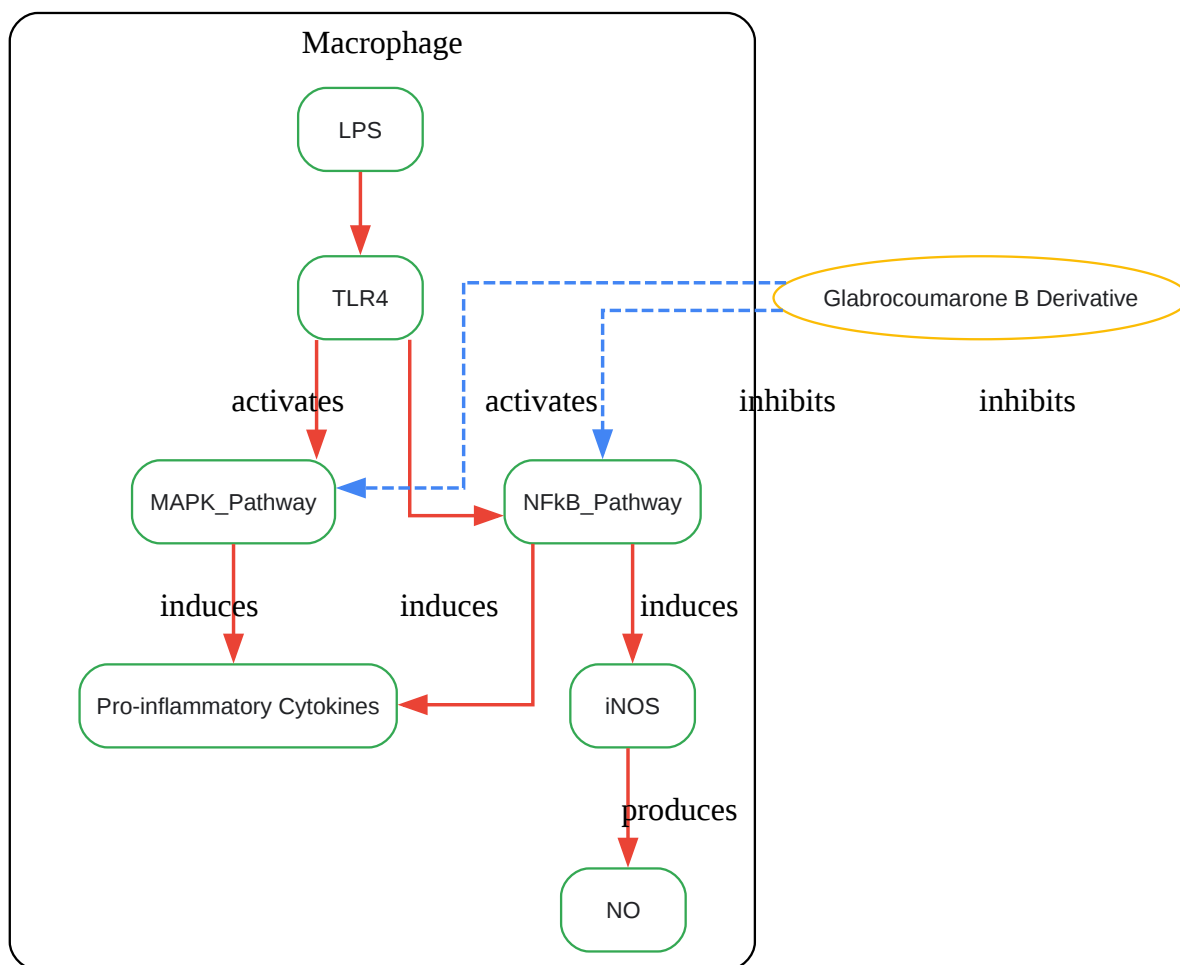 Macrophage
LPS
TLR4
Glabrocoumarone B Derivative
activates
activates
inhibits
inhibits
MAPK_Pathway
NFkB_Pathway
induces
induces
induces
Pro-inflammatory Cytokines
iNOS
produces
NO